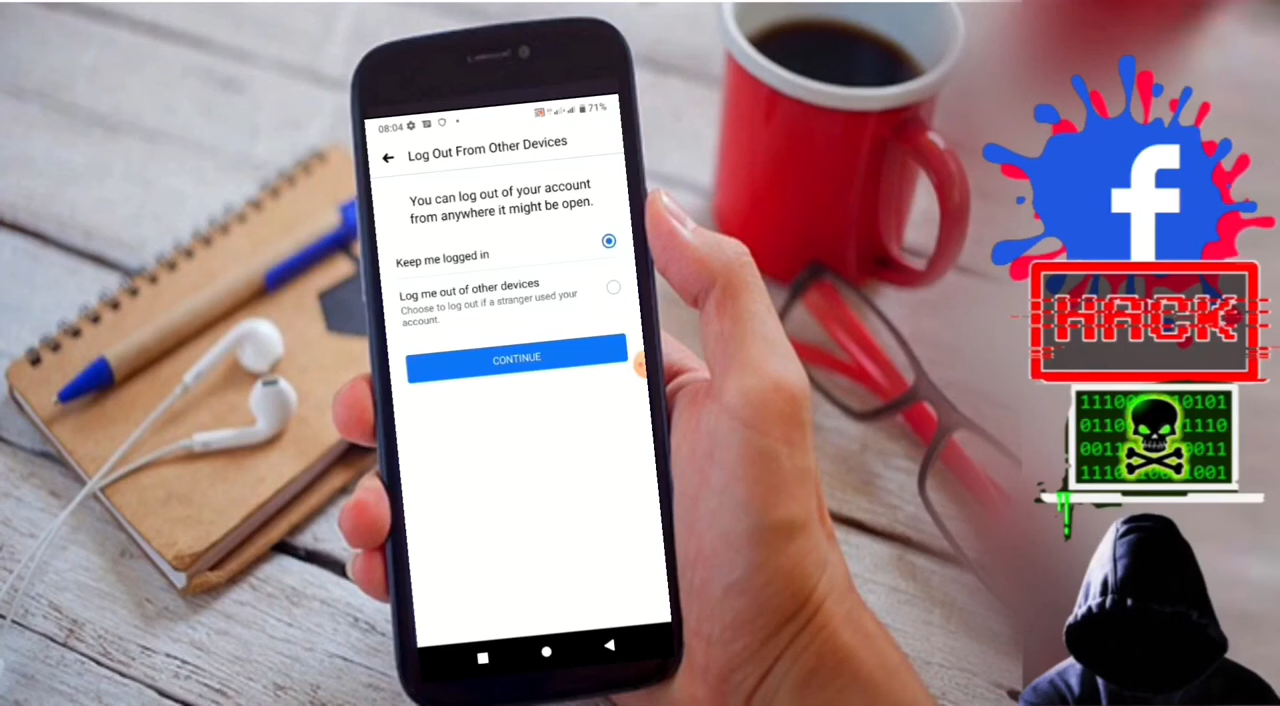 08:04
71%
Log Out From Other Devices
You can log out of your account
from anywhere it might be open.
Keep me logged in
Log me out of other devices
Choose to log out if a stranger used your
account.
CONTINUE
f
HACK
1110 10101
0110 1110
0011 0011
1110 1001